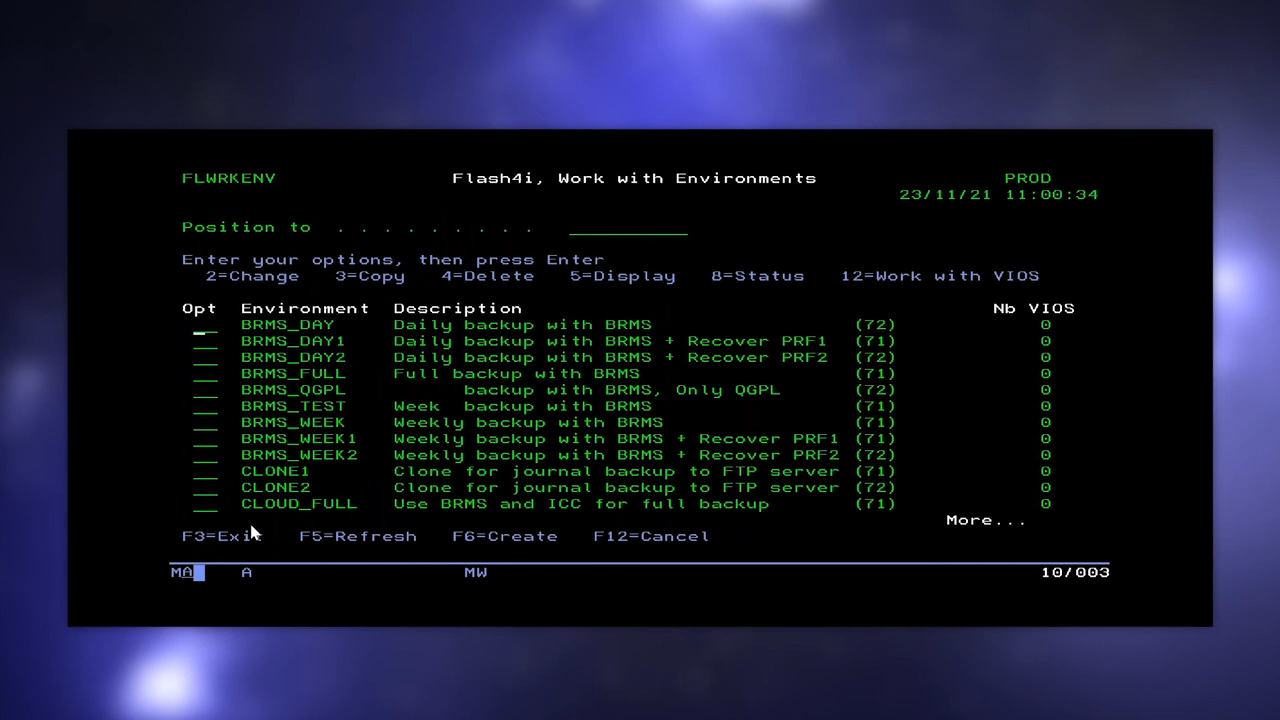 FLWRKENV Flash4i, Work with Environments PROD
23/11/21 11:00:34
Position to . . . . . . . . .
Enter your options, then press Enter
2=Change 3=Copy 4=Delete 5=Display 8=Status 12=Work with VIOS
Opt Environment Description Nb VIOS
BRMS_DAY Daily backup with BRMS (72) 0
BRMS_DAY1 Daily backup with BRMS + Recover PRF1 (71) 0
BRMS_DAY2 Daily backup with BRMS + Recover PRF2 (72) 0
BRMS_FULL Full backup with BRMS (71) 0
BRMS_QGPL backup with BRMS, Only QGPL (72) 0
BRMS_TEST Week backup with BRMS (71) 0
BRMS_WEEK Weekly backup with BRMS (71) 0
BRMS_WEEK1 Weekly backup with BRMS + Recover PRF1 (71) 0
BRMS_WEEK2 Weekly backup with BRMS + Recover PRF2 (72) 0
CLONE1 Clone for journal backup to FTP server (71) 0
CLONE2 Clone for journal backup to FTP server (72) 0
CLOUD_FULL Use BRMS and ICC for full backup (71) 0
More...
F3=Exit F5=Refresh F6=Create F12=Cancel
MA A MW 10/003